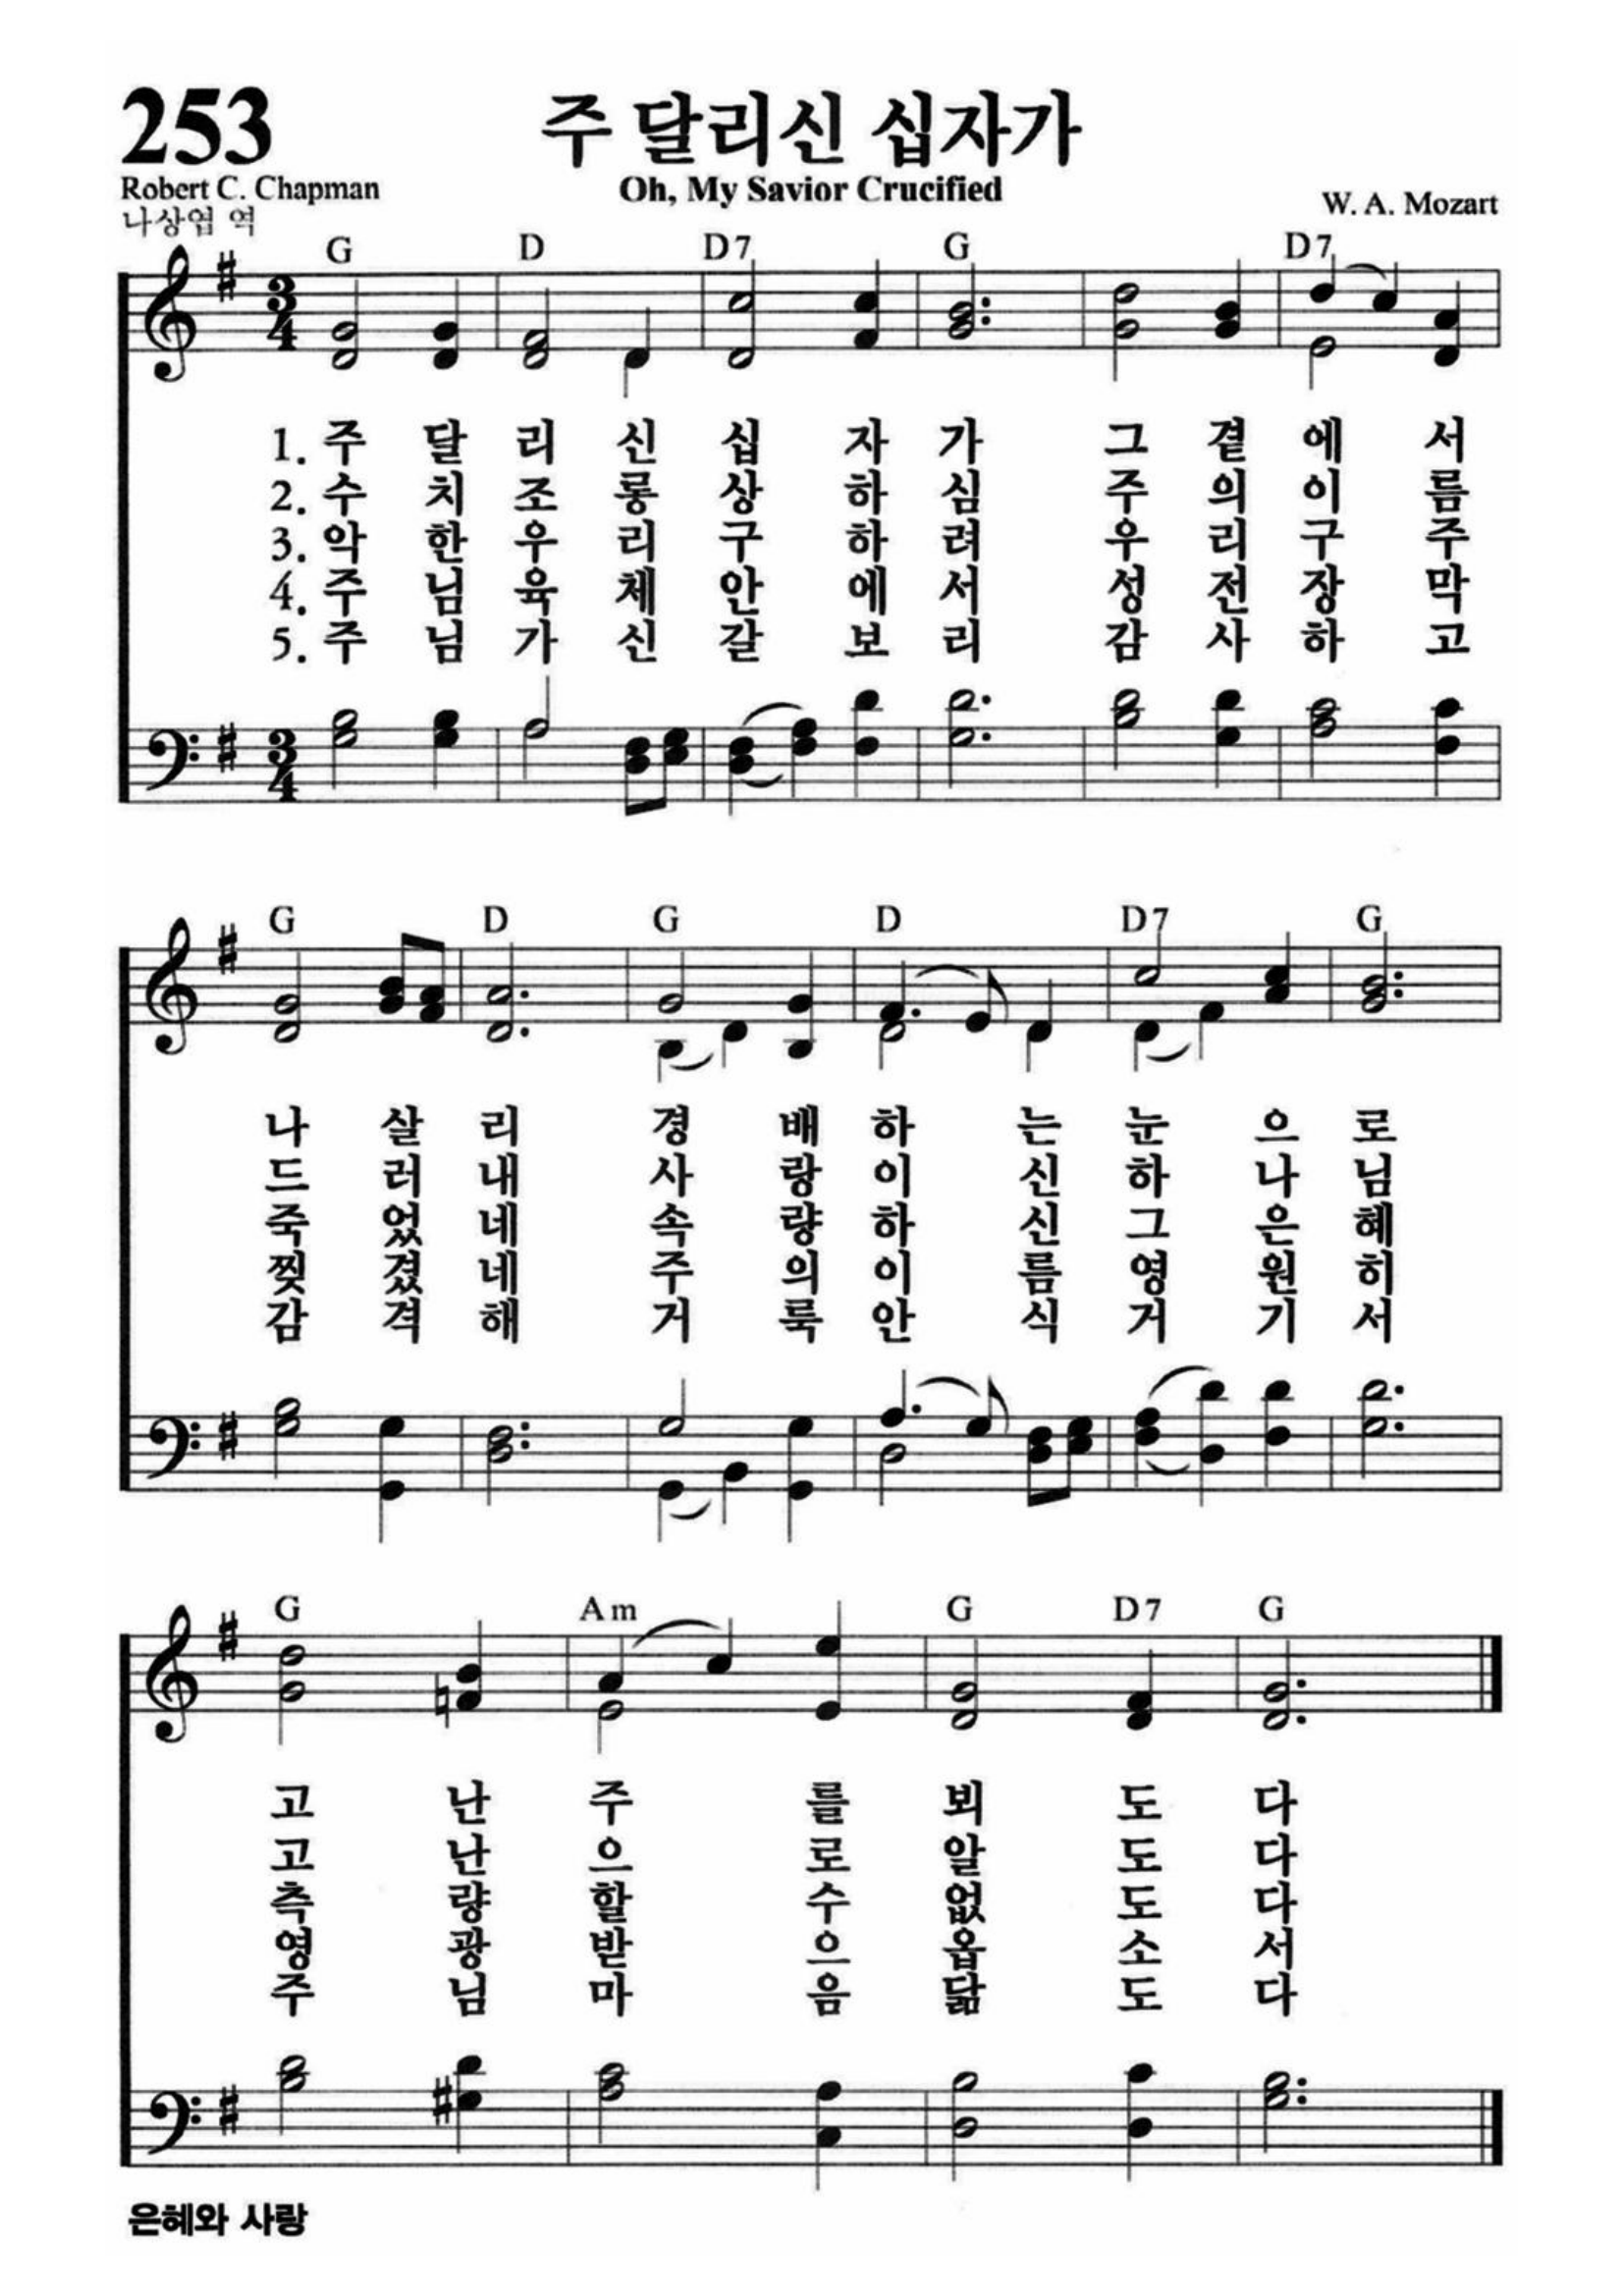 253
주 달리신 십자가
Robert C. Chapman
Oh, My Savior Crucified
W. A. Mozart
나상엽 역
G D D7 G D7
1. 주 달 리 신 십 자 가 그 곁 에 서
2. 수 치 조 롱 상 하 심 주 의 이 름
3. 악 한 우 리 구 하 려 우 리 구 주
4. 주 님 육 체 안 에 서 성 전 장 막
5. 주 님 가 신 갈 보 리 감 사 하 고
G D G D D7 G
나 살 리 경 배 하 는 눈 으 로
드 러 내 사 랑 이 신 하 나 님
죽 었 네 속 량 하 신 그 은 혜
찢 겼 네 주 의 이 름 영 원 히
감 격 해 거 룩 안 식 거 기 서
G Am G D7 G
고 난 주 를 뵈 도 다
고 난 으 로 알 도 다
측 량 할 수 없 도 다
영 광 받 으 옵 소 서
주 님 마 음 닮 도 다
은혜와 사랑